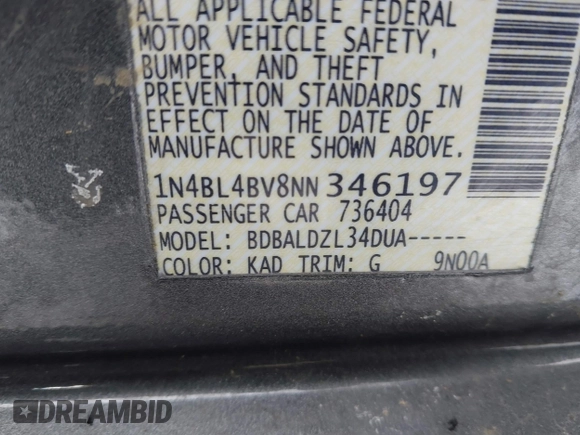 ALL APPLICABLE FEDERAL
MOTOR VEHICLE SAFETY,
BUMPER, AND THEFT
PREVENTION STANDARDS IN
EFFECT ON THE DATE OF
MANUFACTURE SHOWN ABOVE.
1N4BL4BV8NN346197
PASSENGER CAR 736404
MODEL: BDBALDZL34DUA-----
COLOR: KAD TRIM: G 9N00A
DREAMBID